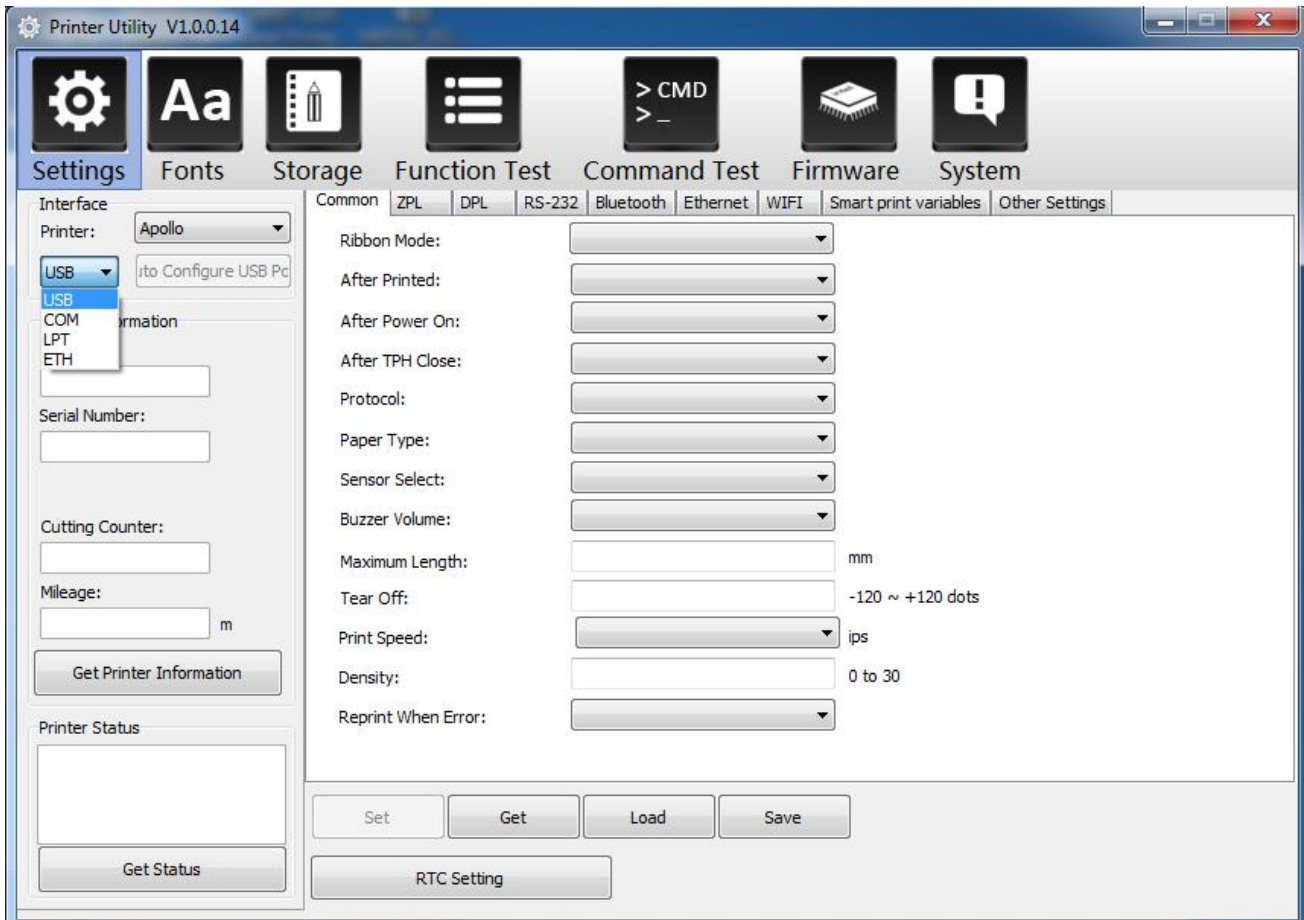 Printer Utility V1.0.0.14
> CMD
> _
Aa
Settings Fonts Storage Function Test Command Test Firmware System
Interface
Printer: Apollo
USB ito Configure USB Pc
USB
COM
LPT
ETH
ormation
Serial Number:
Cutting Counter:
Mileage:
m
Get Printer Information
Printer Status
Get Status
Common ZPL DPL RS-232 Bluetooth Ethernet WIFI Smart print variables Other Settings
Ribbon Mode:
After Printed:
After Power On:
After TPH Close:
Protocol:
Paper Type:
Sensor Select:
Buzzer Volume:
Maximum Length: mm
Tear Off: -120 ~ +120 dots
Print Speed: ips
Density: 0 to 30
Reprint When Error:
Set Get Load Save
RTC Setting